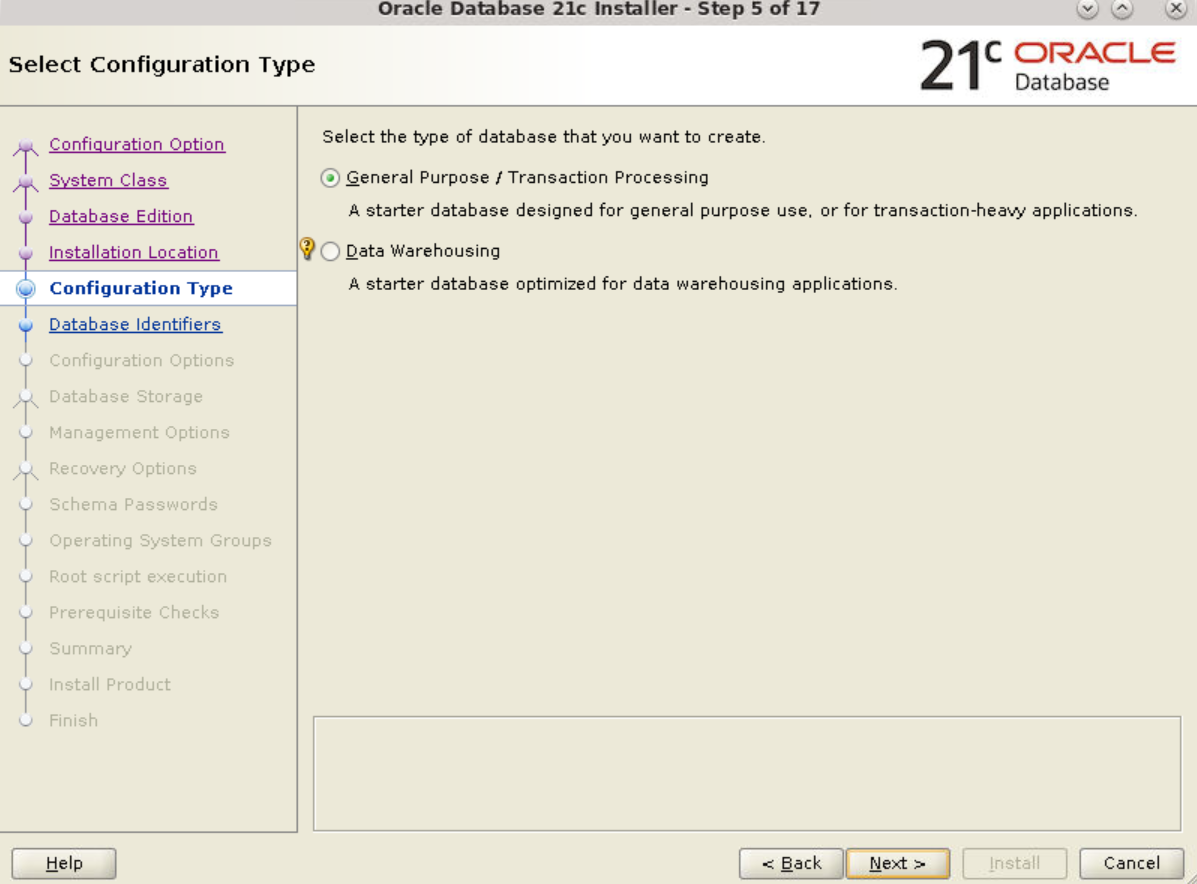 Oracle Database 21c Installer - Step 5 of 17
Select Configuration Type
21c ORACLE
Database
Configuration Option
System Class
Database Edition
Installation Location
Configuration Type
Database Identifiers
Configuration Options
Database Storage
Management Options
Recovery Options
Schema Passwords
Operating System Groups
Root script execution
Prerequisite Checks
Summary
Install Product
Finish
Select the type of database that you want to create.
General Purpose / Transaction Processing
A starter database designed for general purpose use, or for transaction-heavy applications.
Data Warehousing
A starter database optimized for data warehousing applications.
Help
< Back
Next >
Install
Cancel